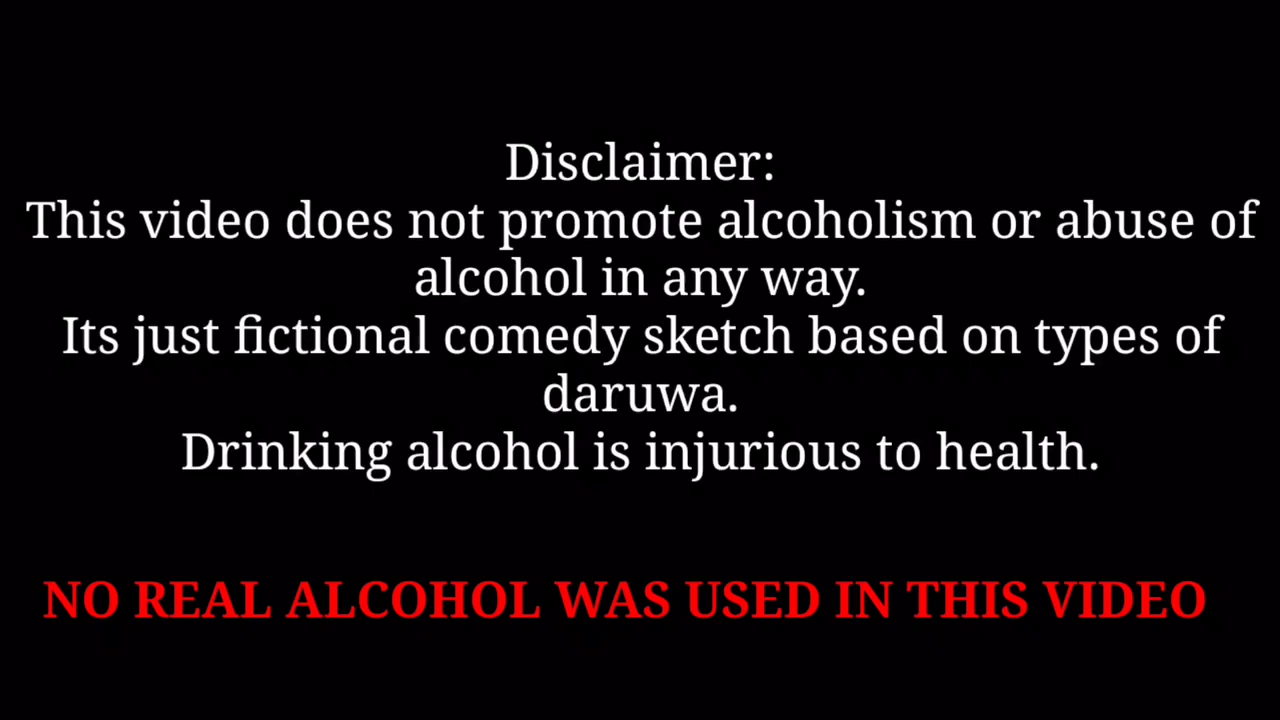 Disclaimer:
This video does not promote alcoholism or abuse of
alcohol in any way.
Its just fictional comedy sketch based on types of
daruwa.
Drinking alcohol is injurious to health.
NO REAL ALCOHOL WAS USED IN THIS VIDEO